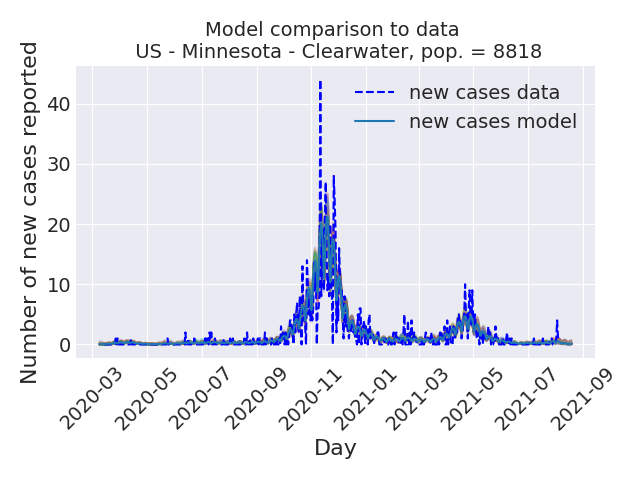 Model comparison to data
US - Minnesota - Clearwater, pop. = 8818
new cases data
new cases model
Number of new cases reported
40
30
20
10
0
2020-03
2020-05
2020-07
2020-09
2020-11
2021-01
2021-03
2021-05
2021-07
2021-09
Day